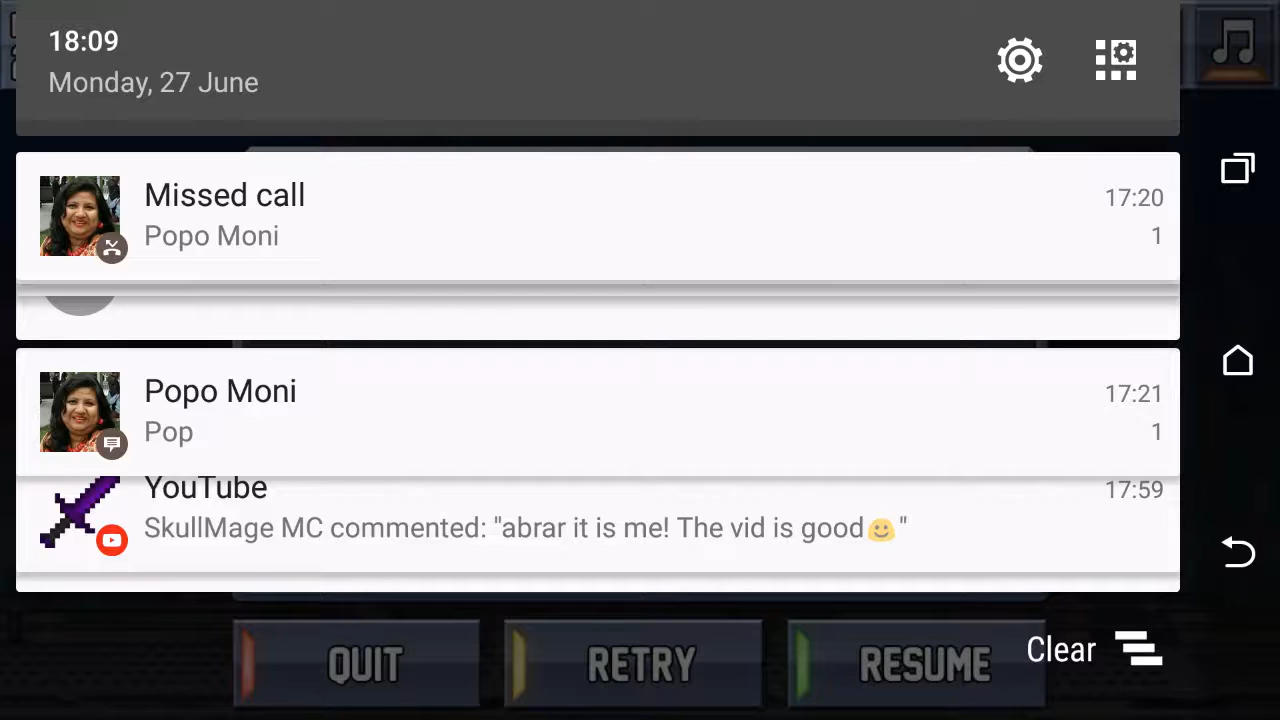 18:09
Monday, 27 June
Missed call
17:20
Popo Moni
1
Popo Moni
17:21
Pop
1
YouTube
17:59
SkullMage MC commented: "abrar it is me! The vid is good🙂"
Clear
QUIT
RETRY
RESUME